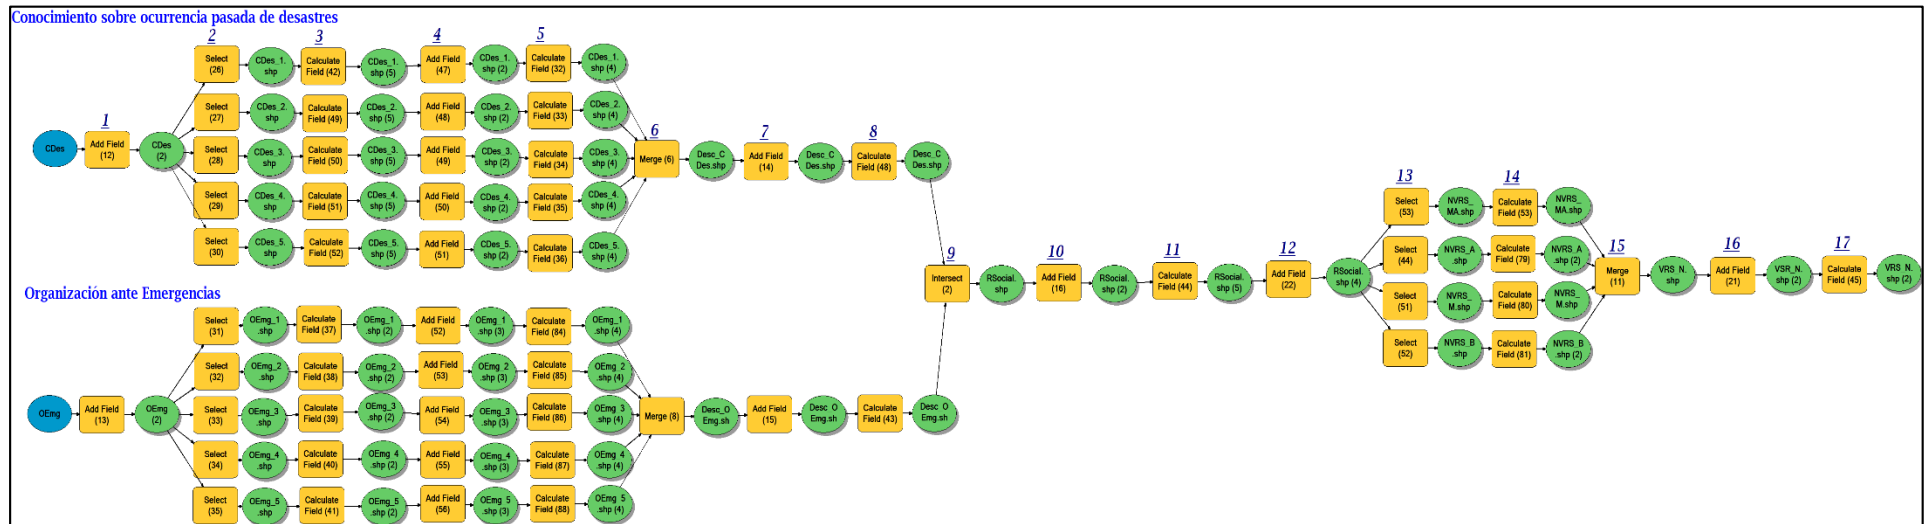 Conocimiento sobre ocurrencia pasada de desastres
2
3
4
5
Select
(26)
CDes_1.
shp
Calculate
Field (42)
CDes_1.
shp (5)
Add Field
(47)
CDes_1.
shp (2)
Calculate
Field (32)
CDes_1.
shp (4)
Select
(27)
CDes_2.
shp
Calculate
Field (49)
CDes_2.
shp (5)
Add Field
(48)
CDes_2.
shp (2)
Calculate
Field (33)
CDes_2.
shp (4)
1
CDes
Add Field
(12)
CDes
(2)
Select
(28)
CDes_3.
shp
Calculate
Field (50)
CDes_3.
shp (5)
Add Field
(49)
CDes_3.
shp (2)
Calculate
Field (34)
CDes_3.
shp (4)
Select
(29)
CDes_4.
shp
Calculate
Field (51)
CDes_4.
shp (5)
Add Field
(50)
CDes_4.
shp (2)
Calculate
Field (35)
CDes_4.
shp (4)
Select
(30)
CDes_5.
shp
Calculate
Field (52)
CDes_5.
shp (5)
Add Field
(51)
CDes_5.
shp (2)
Calculate
Field (36)
CDes_5.
shp (4)
6
Merge (6)
Desc_C
Des.shp
7
Add Field
(14)
Desc_C
Des.shp
8
Calculate
Field (48)
Desc_C
Des.shp
Organización ante Emergencias
Select
(31)
OEmg_1
.shp
Calculate
Field (37)
OEmg_1
.shp (2)
Add Field
(52)
OEmg_1
.shp (3)
Calculate
Field (84)
OEmg_1
.shp (4)
Select
(32)
OEmg_2
.shp
Calculate
Field (38)
OEmg_2
.shp (2)
Add Field
(53)
OEmg_2
.shp (3)
Calculate
Field (85)
OEmg_2
.shp (4)
OEmg
Add Field
(13)
OEmg
(2)
Select
(33)
OEmg_3
.shp
Calculate
Field (39)
OEmg_3
.shp (2)
Add Field
(54)
OEmg_3
.shp (3)
Calculate
Field (86)
OEmg_3
.shp (4)
Select
(34)
OEmg_4
.shp
Calculate
Field (40)
OEmg_4
.shp (2)
Add Field
(55)
OEmg_4
.shp (3)
Calculate
Field (87)
OEmg_4
.shp (4)
Select
(35)
OEmg_5
.shp
Calculate
Field (41)
OEmg_5
.shp (2)
Add Field
(56)
OEmg_5
.shp (3)
Calculate
Field (88)
OEmg_5
.shp (4)
Merge (8)
Desc_O
Emg.sh
Add Field
(15)
Desc_O
Emg.sh
Calculate
Field (43)
Desc_O
Emg.sh
9
Intersect
(2)
RSocial.
shp
10
Add Field
(16)
RSocial.
shp (2)
11
Calculate
Field (44)
RSocial.
shp (5)
12
Add Field
(22)
RSocial.
shp (4)
13
14
Select
(53)
NVRS_
MA.shp
Calculate
Field (53)
NVRS_
MA.shp
Select
(44)
NVRS_A
.shp
Calculate
Field (79)
NVRS_A
.shp (2)
Select
(51)
NVRS_
M.shp
Calculate
Field (80)
NVRS_
M.shp
Select
(52)
NVRS_B
.shp
Calculate
Field (81)
NVRS_B
.shp (2)
15
Merge
(11)
VRS_N.
shp
16
Add Field
(21)
VSR_N.
shp (2)
17
Calculate
Field (45)
VRS_N.
shp (2)